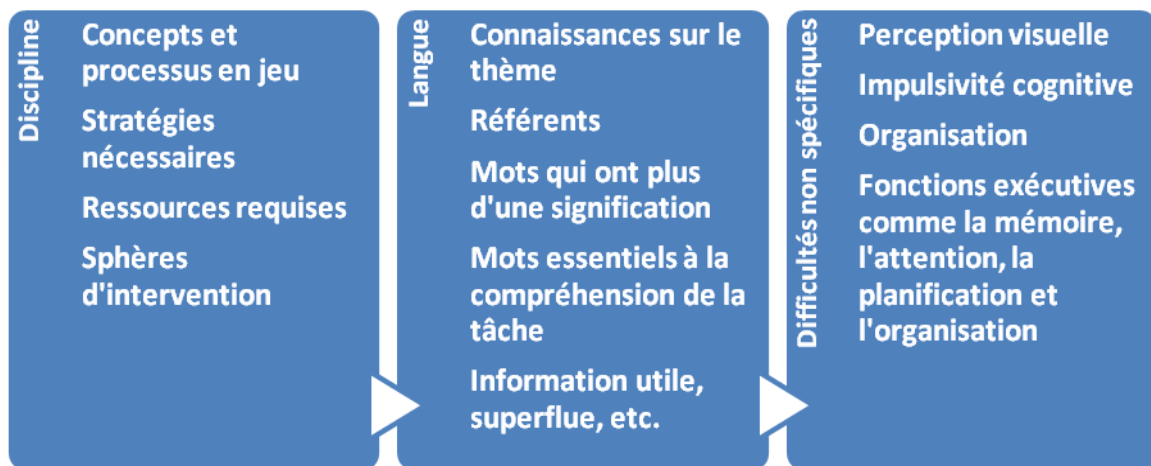 Discipline
Concepts et
processus en jeu
Stratégies
nécessaires
Ressources requises
Sphères
d'intervention
Langue
Connaissances sur le
thème
Référents
Mots qui ont plus
d'une signification
Mots essentiels à la
compréhension de la
tâche
Information utile,
superflue, etc.
Difficultés non spécifiques
Perception visuelle
Impulsivité cognitive
Organisation
Fonctions exécutives
comme la mémoire,
l'attention, la
planification et
l'organisation